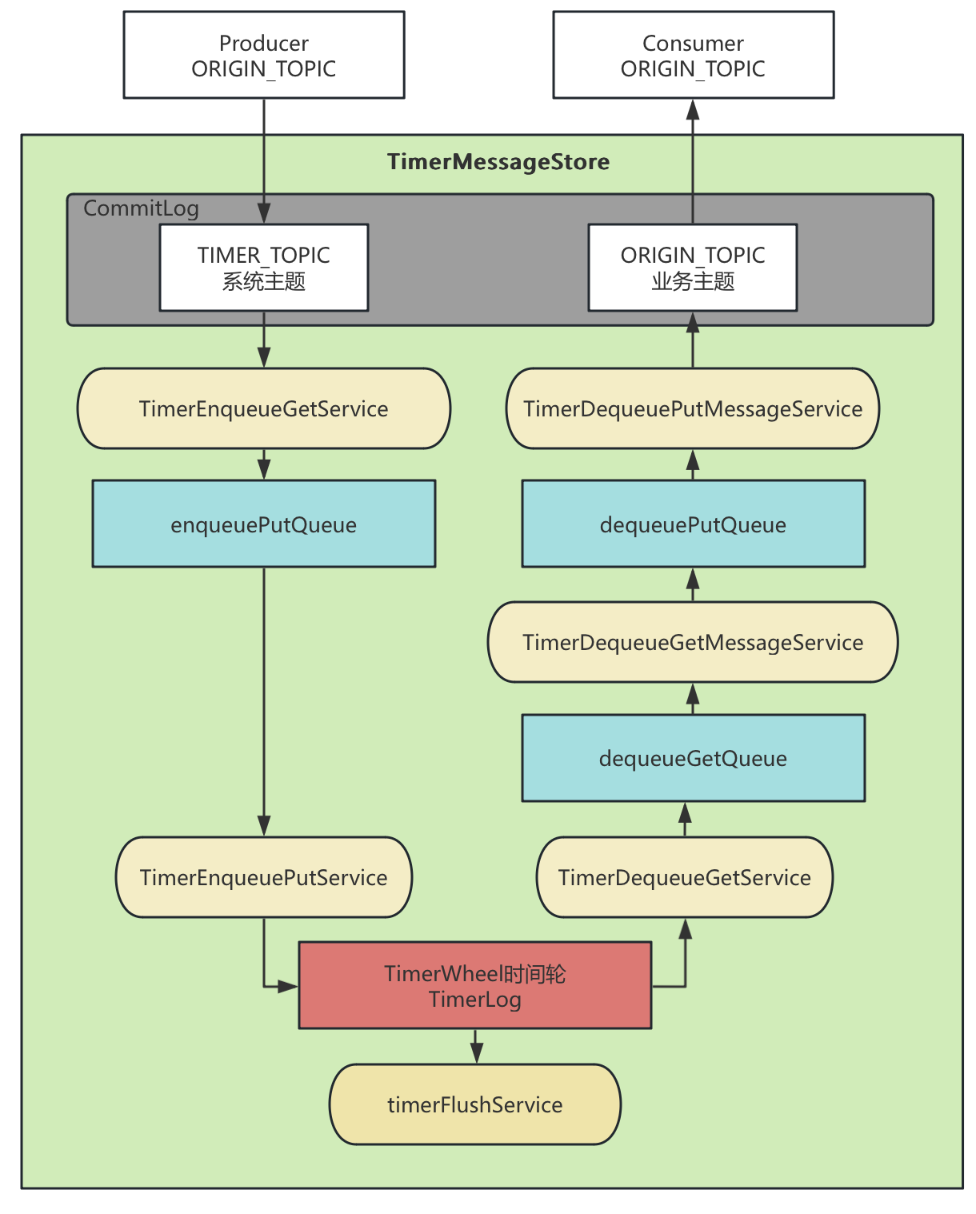 Producer
ORIGIN_TOPIC
Consumer
ORIGIN_TOPIC
TimerMessageStore
CommitLog
TIMER_TOPIC
系统主题
ORIGIN_TOPIC
业务主题
TimerEnqueueGetService
TimerDequeuePutMessageService
enqueuePutQueue
dequeuePutQueue
TimerDequeueGetMessageService
dequeueGetQueue
TimerEnqueuePutService
TimerDequeueGetService
TimerWheel时间轮
TimerLog
timerFlushService